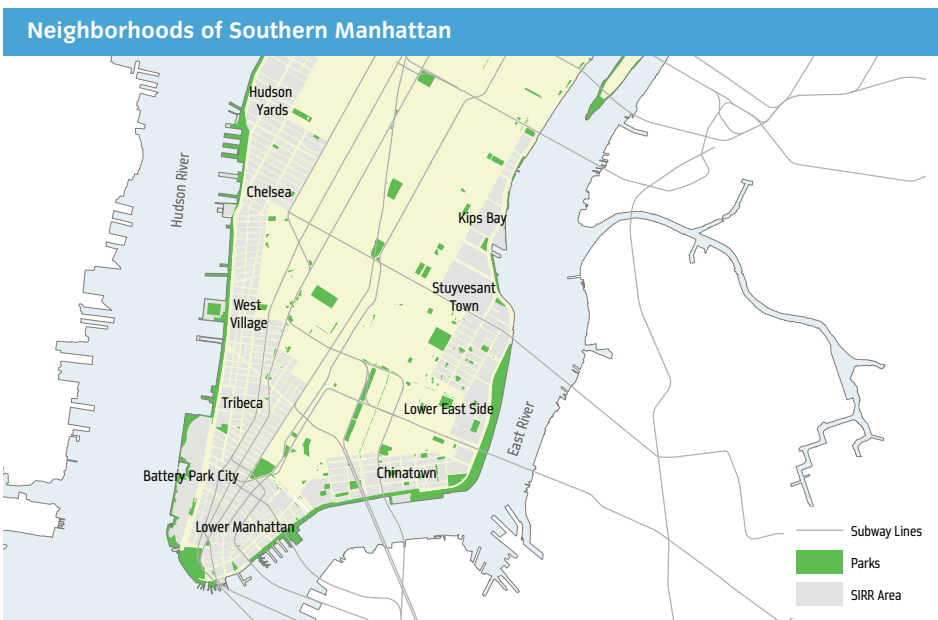 Neighborhoods of Southern Manhattan
Hudson
Yards
Hudson River
Chelsea
Kips Bay
Stuyvesant
Town
West
Village
Tribeca
Lower East Side
East River
Battery Park City
Chinatown
Lower Manhattan
Subway Lines
Parks
SIRR Area